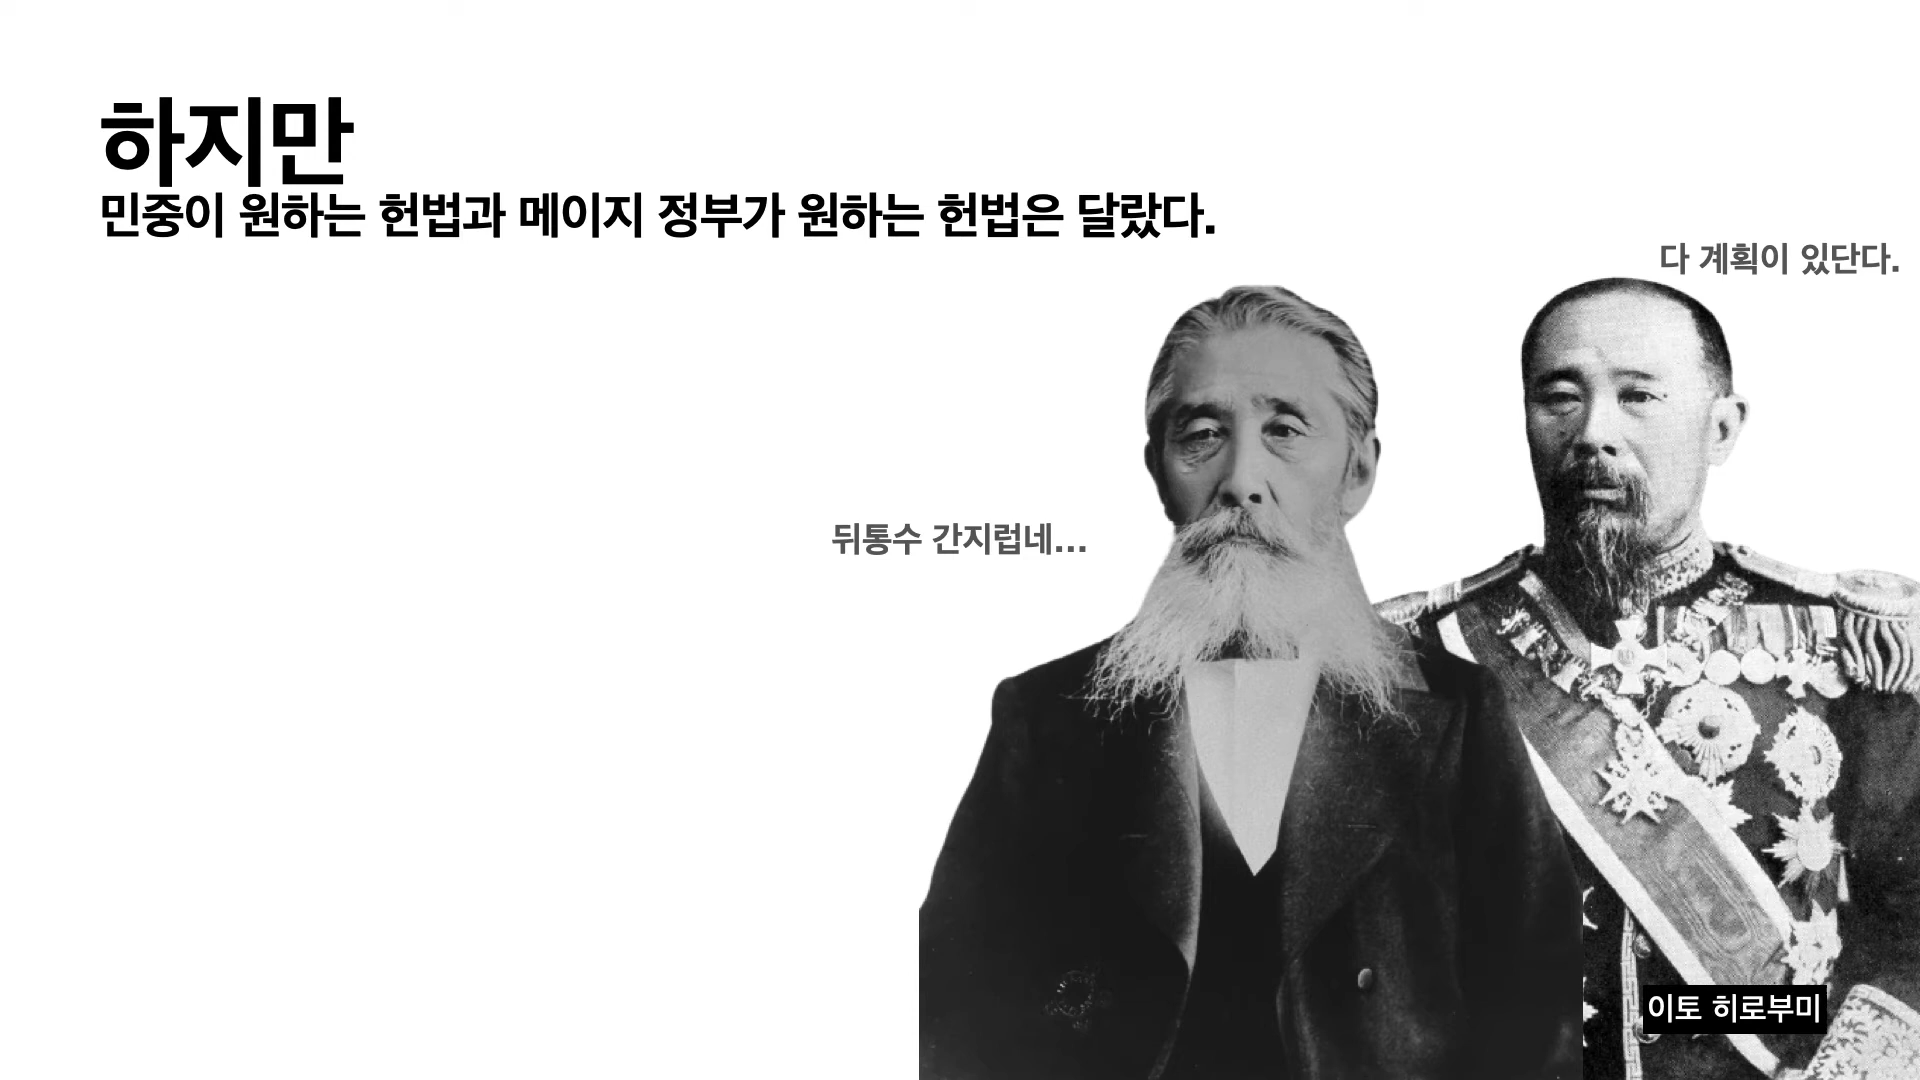 하지만
민중이 원하는 헌법과 메이지 정부가 원하는 헌법은 달랐다.
다 계획이 있단다.
뒤통수 간지럽네...
이토 히로부미